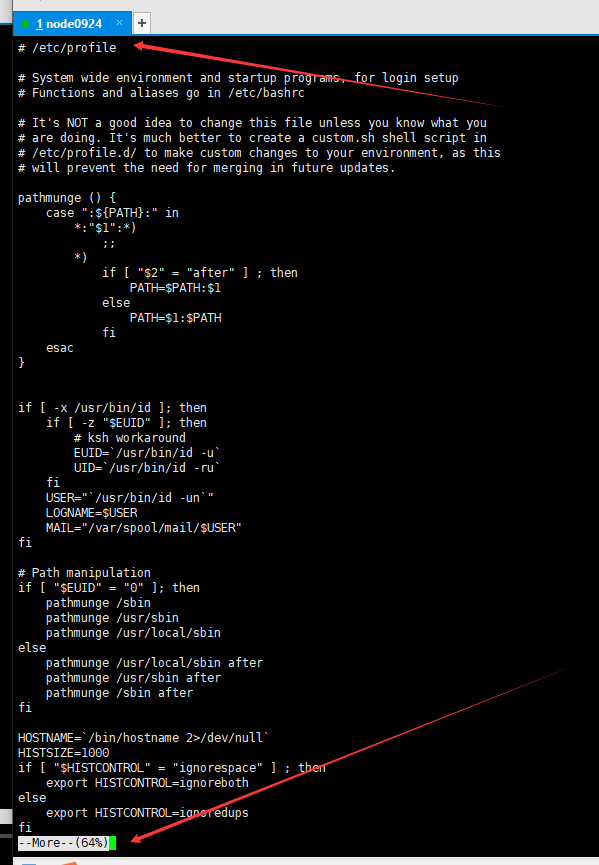 1 node0924 × +
# /etc/profile

# System wide environment and startup programs, for login setup
# Functions and aliases go in /etc/bashrc

# It's NOT a good idea to change this file unless you know what you
# are doing. It's much better to create a custom.sh shell script in
# /etc/profile.d/ to make custom changes to your environment, as this
# will prevent the need for merging in future updates.

pathmunge () {
    case ":${PATH}:" in
        *:"$1":*)
            ;;
        *)
            if [ "$2" = "after" ] ; then
                PATH=$PATH:$1
            else
                PATH=$1:$PATH
            fi
    esac
}


if [ -x /usr/bin/id ]; then
    if [ -z "$EUID" ]; then
        # ksh workaround
        EUID=`/usr/bin/id -u`
        UID=`/usr/bin/id -ru`
    fi
    USER="`/usr/bin/id -un`"
    LOGNAME=$USER
    MAIL="/var/spool/mail/$USER"
fi

# Path manipulation
if [ "$EUID" = "0" ]; then
    pathmunge /sbin
    pathmunge /usr/sbin
    pathmunge /usr/local/sbin
else
    pathmunge /usr/local/sbin after
    pathmunge /usr/sbin after
    pathmunge /sbin after
fi

HOSTNAME=`/bin/hostname 2>/dev/null`
HISTSIZE=1000
if [ "$HISTCONTROL" = "ignorespace" ] ; then
    export HISTCONTROL=ignoreboth
else
    export HISTCONTROL=ignoredups
fi
--More--(64%)